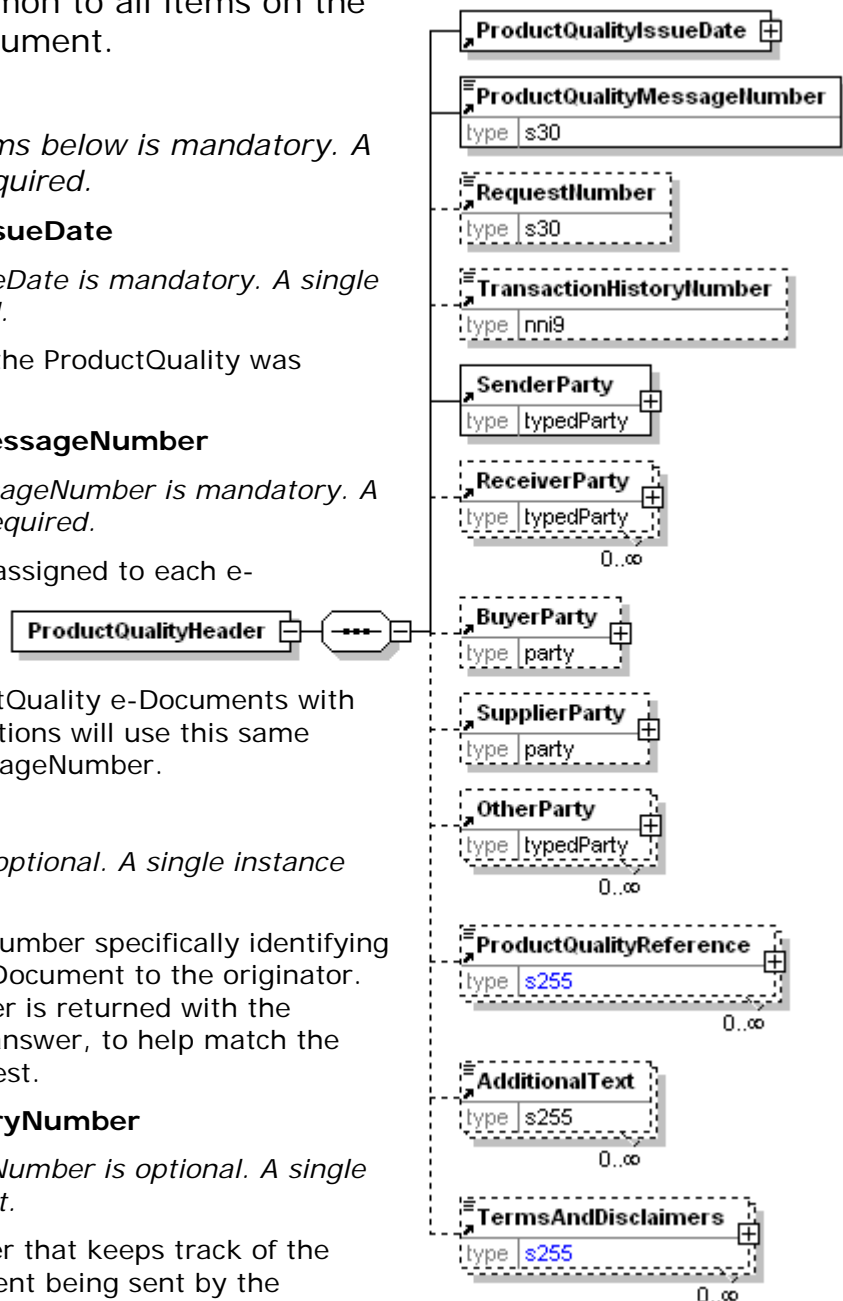 mon to all items on the
ument.
ms below is mandatory. A
quired.
sueDate
eDate is mandatory. A single
.
the ProductQuality was
essageNumber
ageNumber is mandatory. A
equired.
assigned to each e-
tQuality e-Documents with
tions will use this same
ageNumber.
optional. A single instance
umber specifically identifying
Document to the originator.
er is returned with the
answer, to help match the
est.
ryNumber
Number is optional. A single
t.
er that keeps track of the
ent being sent by the
ProductQualityHeader
ProductQualityIssueDate
ProductQualityMessageNumber
type s30
RequestNumber
type s30
TransactionHistoryNumber
type nni9
SenderParty
type typedParty
ReceiverParty
type typedParty
0..∞
BuyerParty
type party
SupplierParty
type party
OtherParty
type typedParty
0..∞
ProductQualityReference
type s255
0..∞
AdditionalText
type s255
0..∞
TermsAndDisclaimers
type s255
0..∞